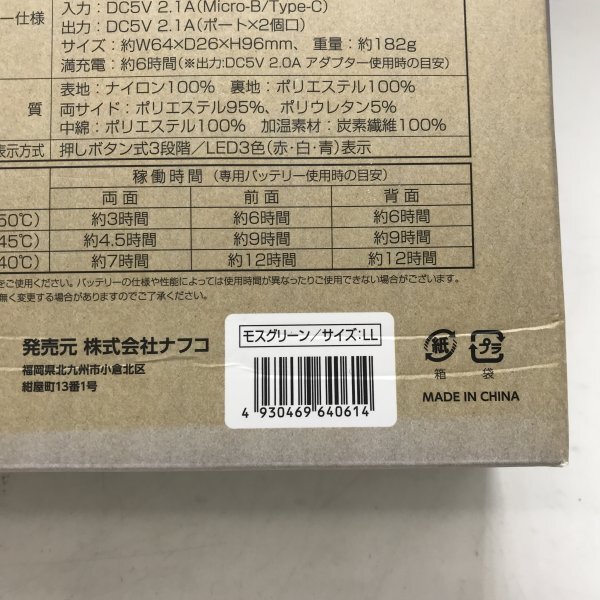 ー仕様
入力：DC5V 2.1A(Micro-B/Type-C)
出力：DC5V 2.1A(ポート×2個口)
サイズ：約W64×D26×H96mm、重量：約182g
満充電：約6時間(※出力:DC5V 2.0A アダプター使用時の目安)
質
表地：ナイロン100% 裏地：ポリエステル100%
両サイド：ポリエステル95%、ポリウレタン5%
中綿：ポリエステル100% 加温素材：炭素繊維100%
表示方式 押しボタン式3段階／LED3色(赤・白・青)表示
稼働時間（専用バッテリー使用時の目安）
両面 前面 背面
50℃) 約3時間 約6時間 約6時間
45℃) 約4.5時間 約9時間 約9時間
40℃) 約7時間 約12時間 約12時間
をご使用ください。バッテリーの仕様や性能によっては使用時間が異なったりご使用できない場合がございます。
無く変更する場合がありますのでご了承ください。
発売元 株式会社ナフコ
福岡県北九州市小倉北区
紺屋町13番1号
モスグリーン／サイズ:LL
4 930469 640614
紙 プラ
箱 袋
MADE IN CHINA